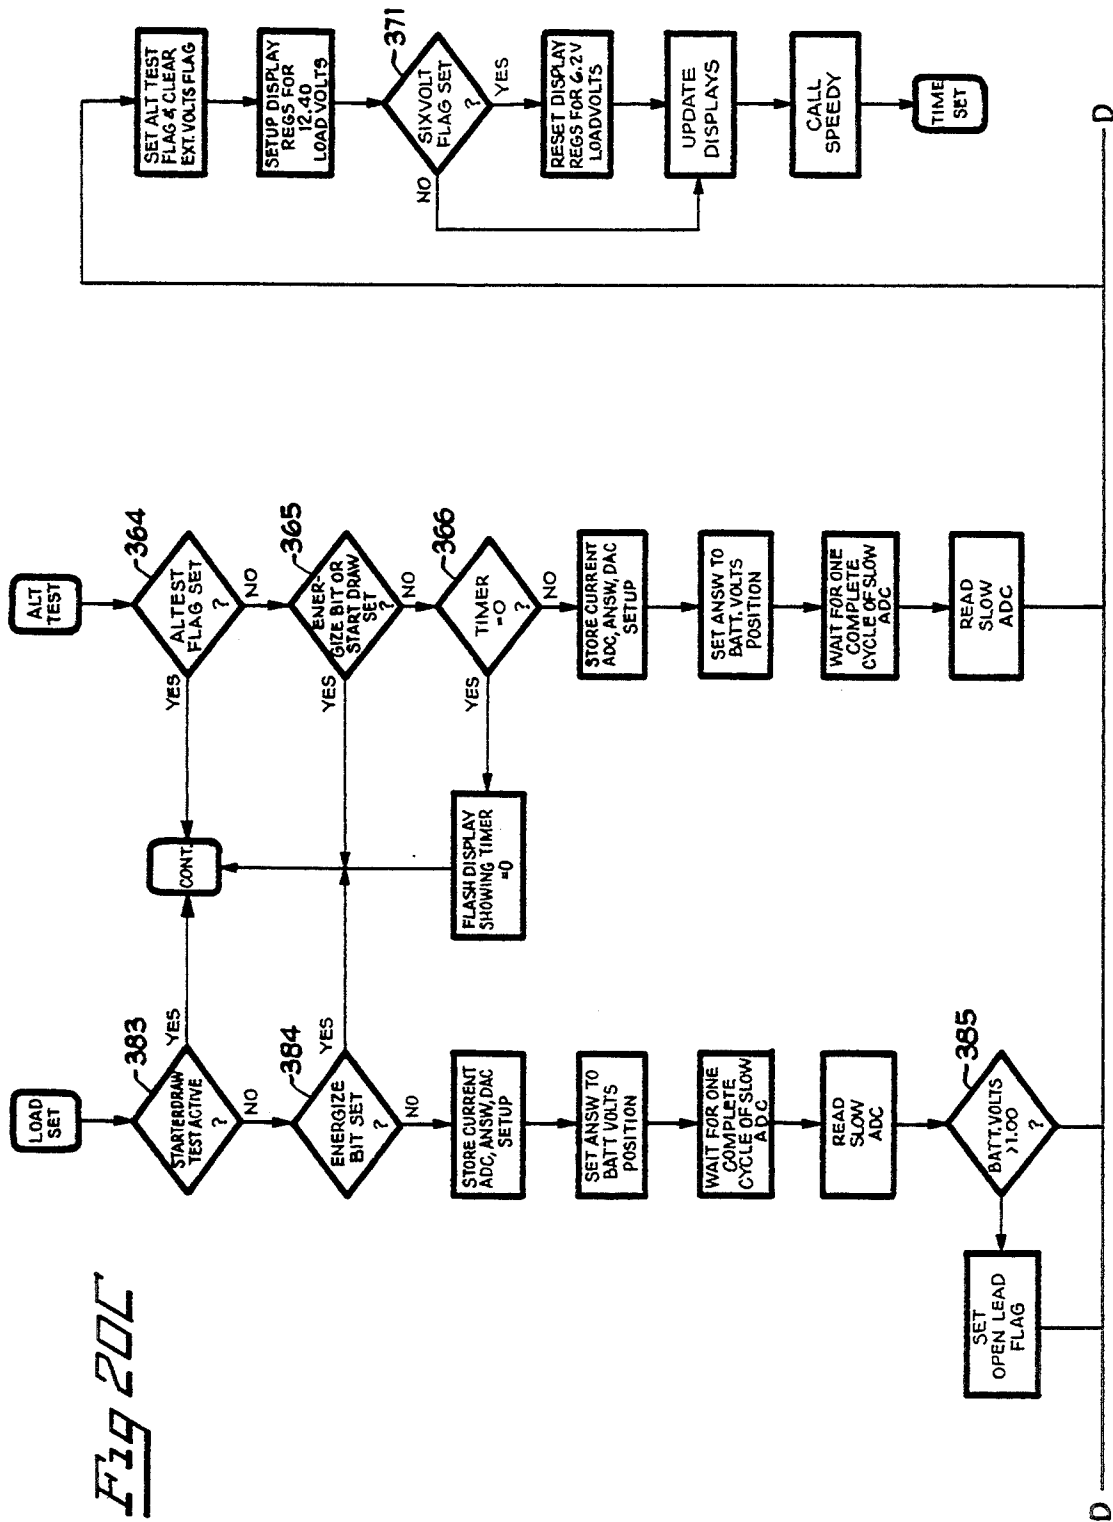 Fig 20C
LOAD
SET
383
STARTERDRAW
TEST ACTIVE
?
YES
NO
384
ENERGIZE
BIT SET
?
YES
NO
STORE CURRENT
ADC, ANSW, DAC
SETUP
SET ANSW TO
BATT VOLTS
POSITION
WAIT FOR ONE
COMPLETE
CYCLE OF SLOW
ADC
READ
SLOW
ADC
385
BATT.VOLTS
>1.00
?
SET
OPEN LEAD
FLAG
CONT.
FLASH DISPLAY
SHOWING TIMER
=0
ALT
TEST
364
ALTEST
FLAG SET
?
YES
NO
365
ENER-
GIZE BIT OR
START DRAW
SET
?
YES
NO
366
TIMER
=0
?
YES
NO
STORE CURRENT
ADC, ANSW, DAC
SETUP
SET ANSW TO
BATT. VOLTS
POSITION
WAIT FOR ONE
COMPLETE
CYCLE OF SLOW
ADC
READ
SLOW
ADC
SET ALT TEST
FLAG & CLEAR
EXT. VOLTS FLAG
SETUP DISPLAY
REGS FOR
12.40
LOAD VOLTS
371
SIXVOLT
FLAG SET
?
NO
YES
RESET DISPLAY
REGS FOR 6.2V
LOADVOLTS
UPDATE
DISPLAYS
CALL
SPEEDY
TIME
SET
D
D